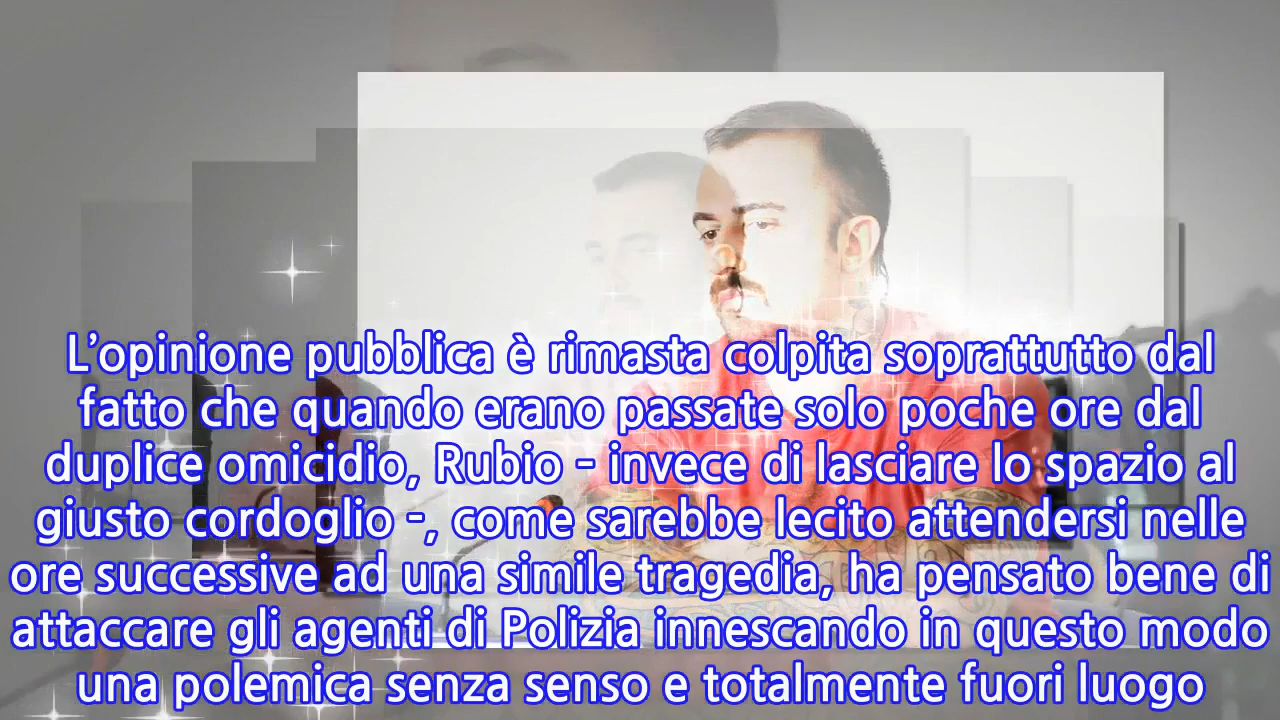 L’opinione pubblica è rimasta colpita soprattutto dal
fatto che quando erano passate solo poche ore dal
duplice omicidio, Rubio - invece di lasciare lo spazio al
giusto cordoglio -, come sarebbe lecito attendersi nelle
ore successive ad una simile tragedia, ha pensato bene di
attaccare gli agenti di Polizia innescando in questo modo
una polemica senza senso e totalmente fuori luogo